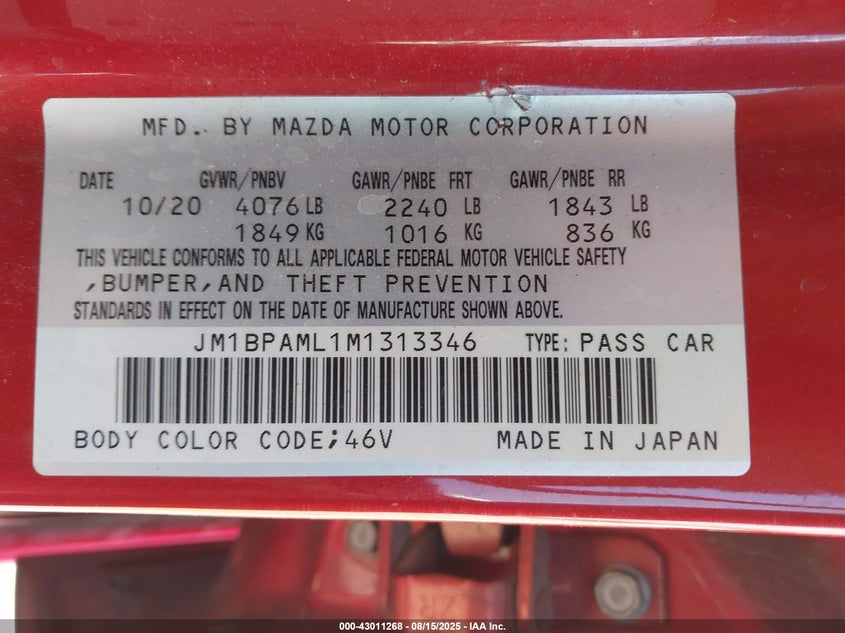 MFD. BY MAZDA MOTOR CORPORATION
DATE GVWR/PNBV GAWR/PNBE FRT GAWR/PNBE RR
10/20 4076 LB 2240 LB 1843 LB
1849 KG 1016 KG 836 KG
THIS VEHICLE CONFORMS TO ALL APPLICABLE FEDERAL MOTOR VEHICLE SAFETY
,BUMPER,AND THEFT PREVENTION
STANDARDS IN EFFECT ON THE DATE OF MANUFACTURE SHOWN ABOVE.
JM1BPAML1M1313346 TYPE: PASS CAR
BODY COLOR CODE;46V MADE IN JAPAN
000-43011268 - 08/15/2025 - IAA Inc.